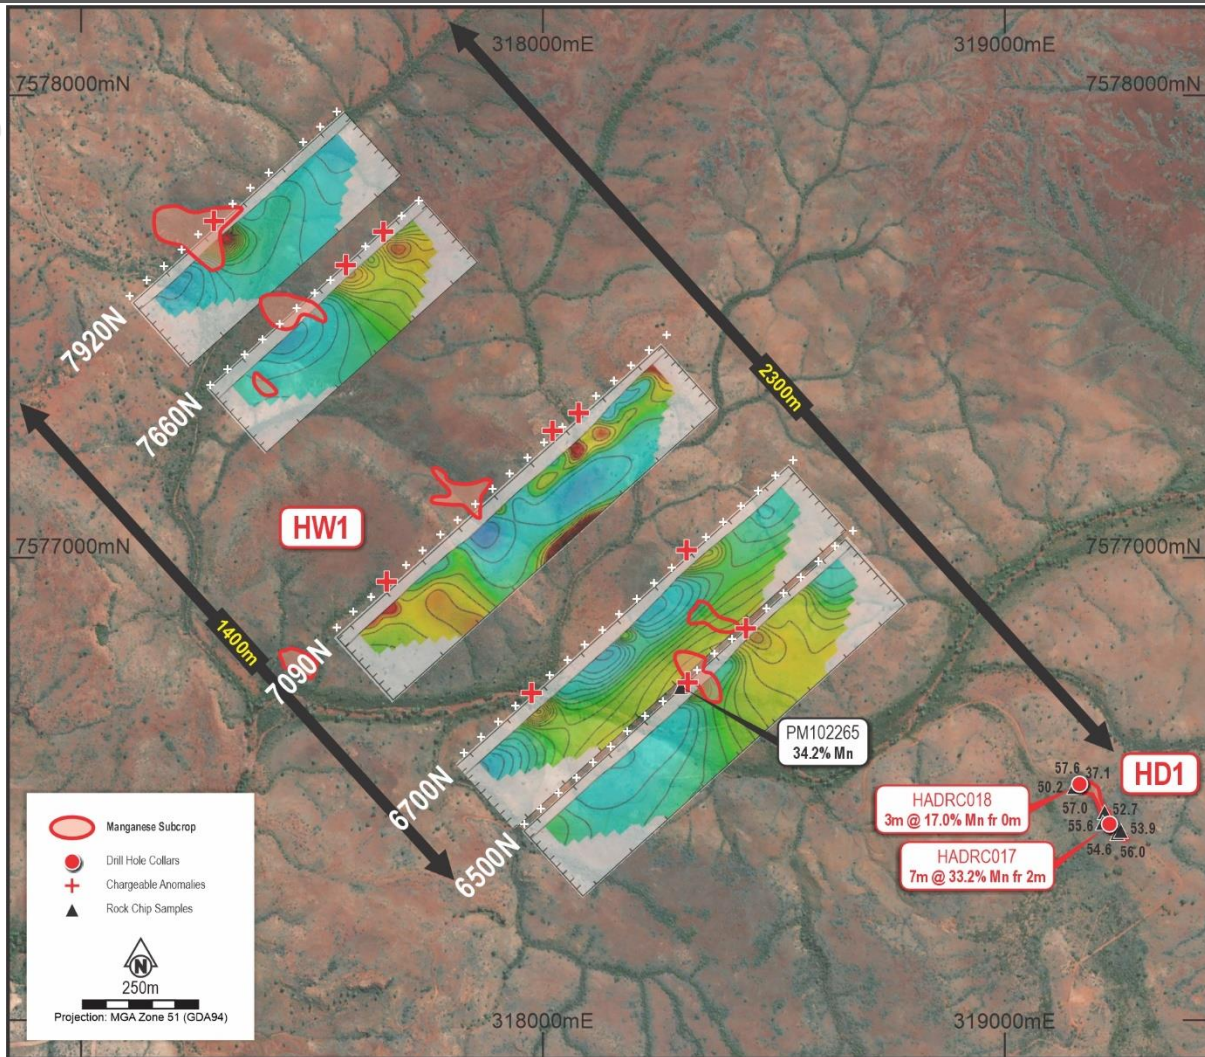 318000mE
319000mE
7578000mN
7578000mN
7920N
7660N
2300m
HW1
7577000mN
7577000mN
1400m
7090N
PM102265
34.2% Mn
6700N
6500N
HD1
57.6
37.1
50.2
57.0
52.7
55.6
53.9
54.6
56.0
HADRC018
3m @ 17.0% Mn fr 0m
HADRC017
7m @ 33.2% Mn fr 2m
Manganese Subcrop
Drill Hole Collars
Chargeable Anomalies
Rock Chip Samples
N
250m
Projection: MGA Zone 51 (GDA94)
318000mE
319000mE